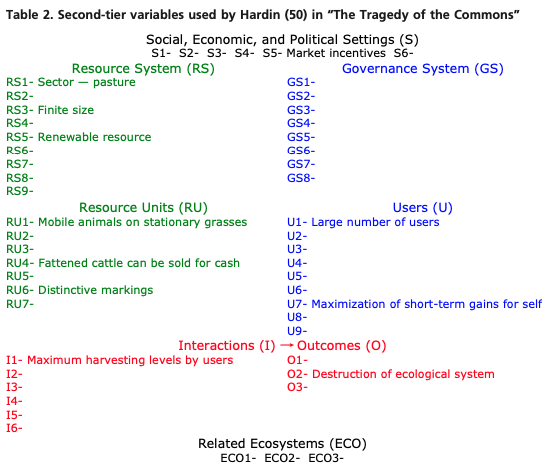 Table 2. Second-tier variables used by Hardin (50) in “The Tragedy of the Commons”
Social, Economic, and Political Settings (S)
S1- S2- S3- S4- S5- Market incentives S6-
Resource System (RS)
RS1- Sector — pasture
RS2-
RS3- Finite size
RS4-
RS5- Renewable resource
RS6-
RS7-
RS8-
RS9-
Governance System (GS)
GS1-
GS2-
GS3-
GS4-
GS5-
GS6-
GS7-
GS8-
Resource Units (RU)
RU1- Mobile animals on stationary grasses
RU2-
RU3-
RU4- Fattened cattle can be sold for cash
RU5-
RU6- Distinctive markings
RU7-
Users (U)
U1- Large number of users
U2-
U3-
U4-
U5-
U6-
U7- Maximization of short-term gains for self
U8-
U9-
Interactions (I) → Outcomes (O)
I1- Maximum harvesting levels by users
I2-
I3-
I4-
I5-
I6-
O1-
O2- Destruction of ecological system
O3-
Related Ecosystems (ECO)
ECO1- ECO2- ECO3-